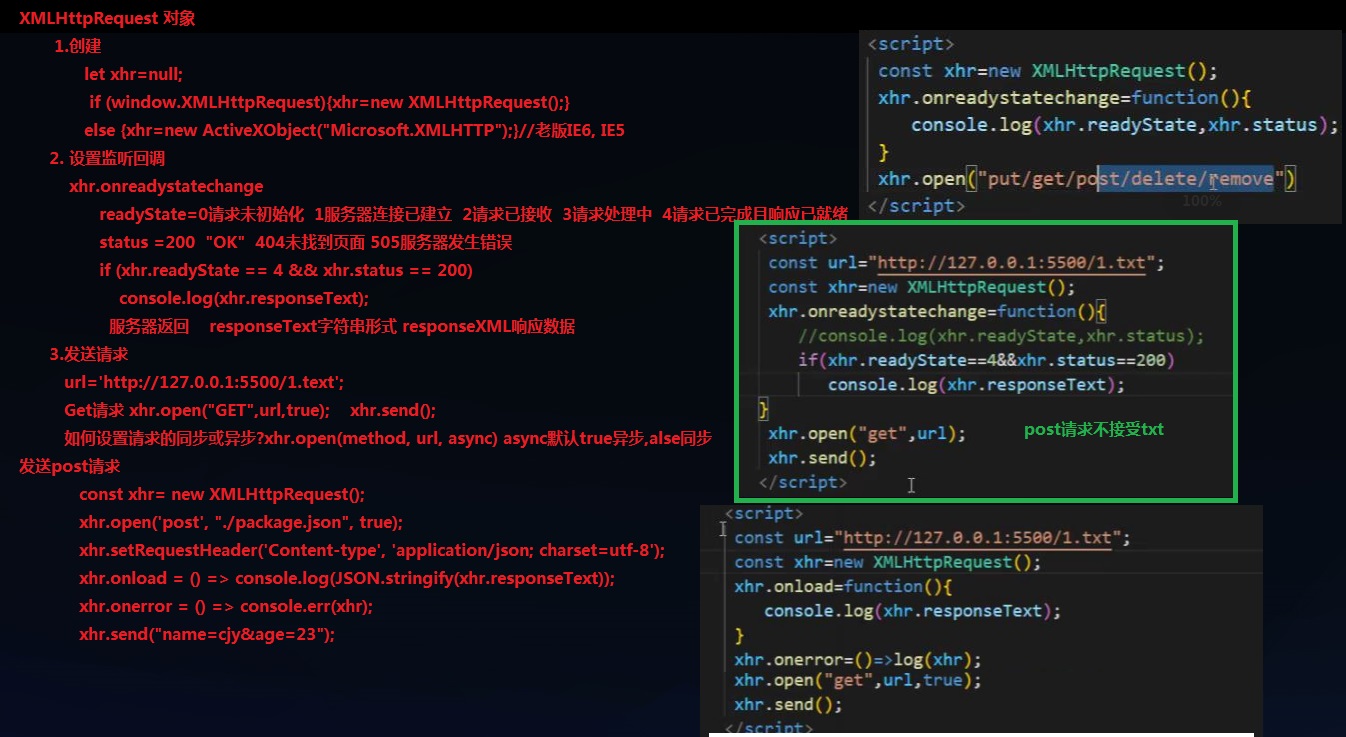 XMLHttpRequest 对象
1.创建
let xhr=null;
if (window.XMLHttpRequest){xhr=new XMLHttpRequest();}
else {xhr=new ActiveXObject("Microsoft.XMLHTTP");}//老版IE6, IE5
2. 设置监听回调
xhr.onreadystatechange
readyState=0请求未初始化 1服务器连接已建立 2请求已接收 3请求处理中 4请求已完成且响应已就绪
status =200 "OK" 404未找到页面 505服务器发生错误
if (xhr.readyState == 4 && xhr.status == 200)
console.log(xhr.responseText);
服务器返回 responseText字符串形式 responseXML响应数据
3.发送请求
url='http://127.0.0.1:5500/1.text';
Get请求 xhr.open("GET",url,true); xhr.send();
如何设置请求的同步或异步?xhr.open(method, url, async) async默认true异步,alse同步
发送post请求
const xhr= new XMLHttpRequest();
xhr.open('post', "./package.json", true);
xhr.setRequestHeader('Content-type', 'application/json; charset=utf-8');
xhr.onload = () => console.log(JSON.stringify(xhr.responseText));
xhr.onerror = () => console.err(xhr);
xhr.send("name=cjy&age=23");
<script>
const xhr=new XMLHttpRequest();
xhr.onreadystatechange=function(){
console.log(xhr.readyState,xhr.status);
}
xhr.open("put/get/post/delete/remove")
</script>
100%
<script>
const url="http://127.0.0.1:5500/1.txt";
const xhr=new XMLHttpRequest();
xhr.onreadystatechange=function(){
//console.log(xhr.readyState,xhr.status);
if(xhr.readyState==4&&xhr.status==200)
console.log(xhr.responseText);
}
xhr.open("get",url);
xhr.send();
</script>
post请求不接受txt
<script>
const url="http://127.0.0.1:5500/1.txt";
const xhr=new XMLHttpRequest();
xhr.onload=function(){
console.log(xhr.responseText);
}
xhr.onerror=()=>log(xhr);
xhr.open("get",url,true);
xhr.send();
</script>